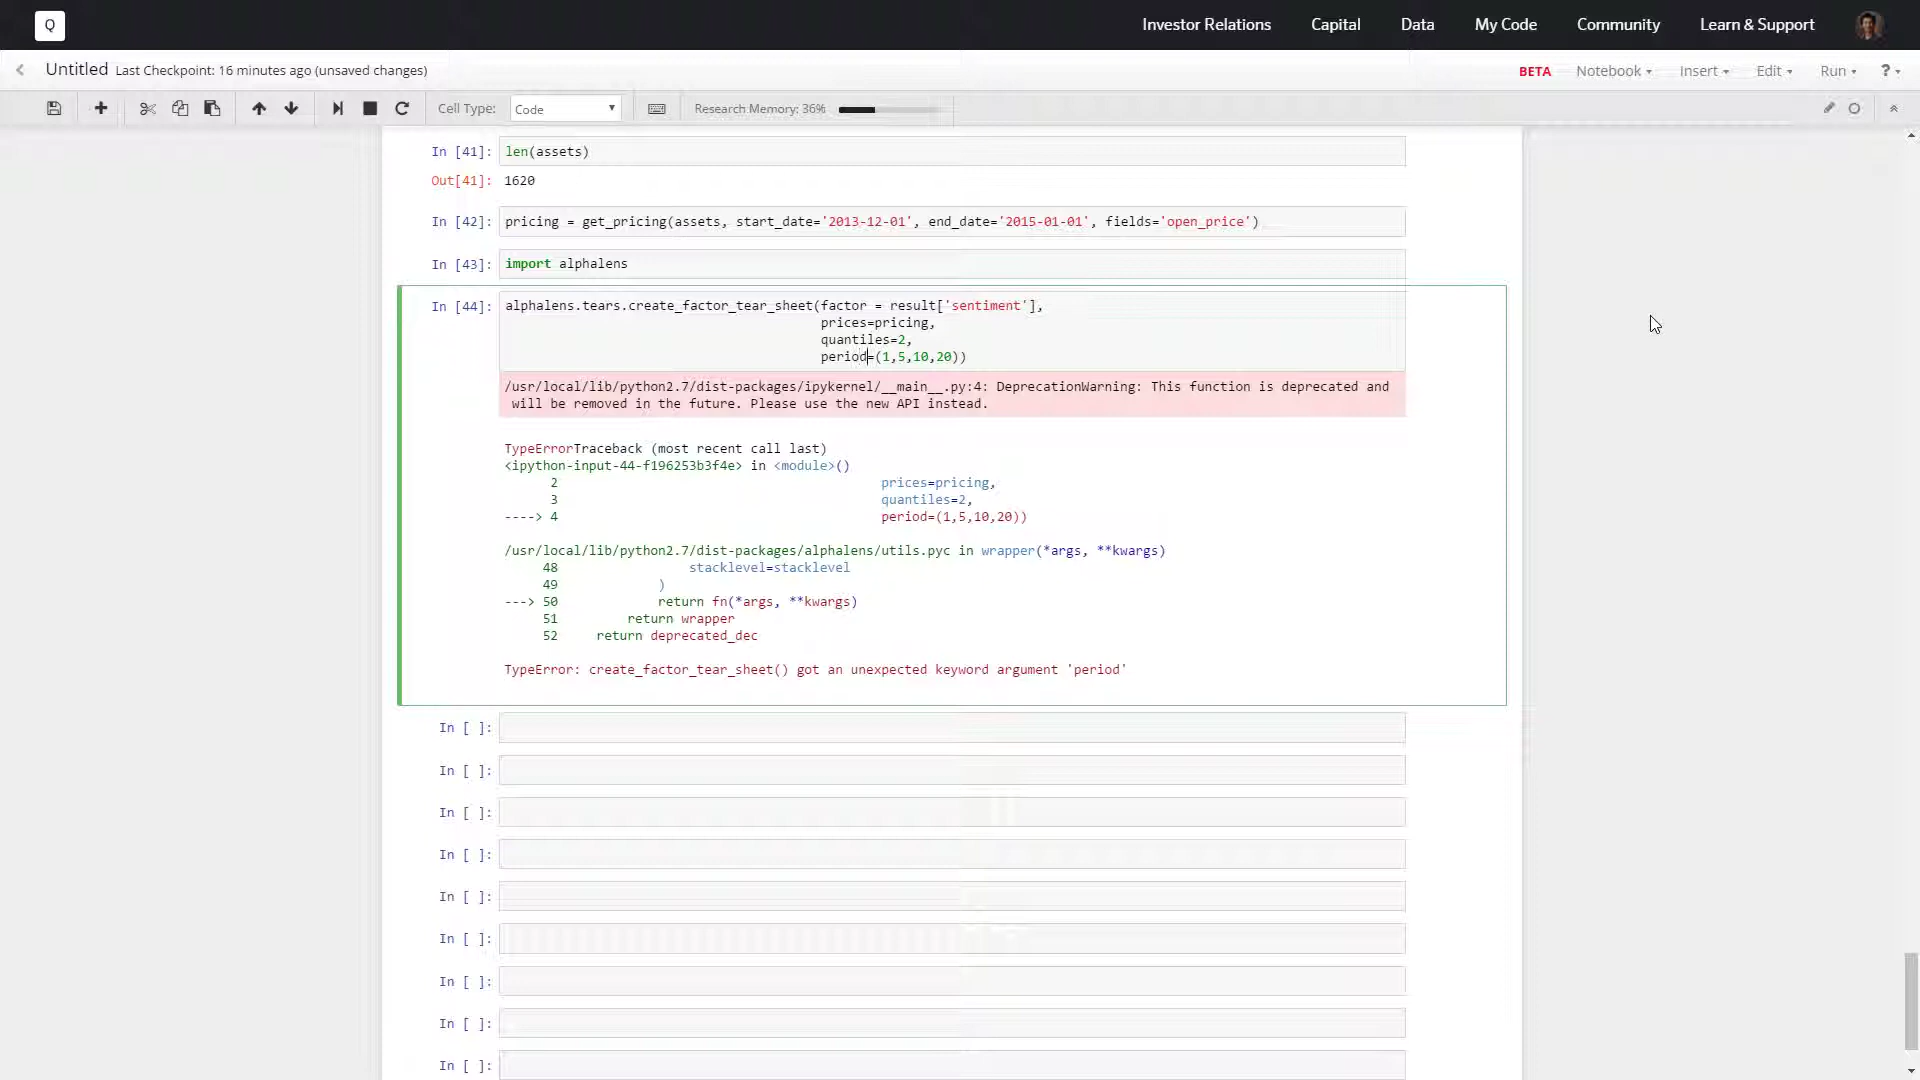 Q
Investor Relations Capital Data My Code Community Learn & Support
Untitled Last Checkpoint: 16 minutes ago (unsaved changes)
BETA Notebook Insert Edit Run ?
Cell Type: Code Research Memory: 36%
In [41]: len(assets)
Out[41]: 1620
In [42]: pricing = get_pricing(assets, start_date='2013-12-01', end_date='2015-01-01', fields='open_price')
In [43]: import alphalens
In [44]: alphalens.tears.create_factor_tear_sheet(factor = result['sentiment'],
prices=pricing,
quantiles=2,
period=(1,5,10,20))
/usr/local/lib/python2.7/dist-packages/ipykernel/__main__.py:4: DeprecationWarning: This function is deprecated and
will be removed in the future. Please use the new API instead.
TypeErrorTraceback (most recent call last)
<ipython-input-44-f196253b3f4e> in <module>()
2 prices=pricing,
3 quantiles=2,
----> 4 period=(1,5,10,20))
/usr/local/lib/python2.7/dist-packages/alphalens/utils.pyc in wrapper(*args, **kwargs)
48 stacklevel=stacklevel
49 )
---> 50 return fn(*args, **kwargs)
51 return wrapper
52 return deprecated_dec
TypeError: create_factor_tear_sheet() got an unexpected keyword argument 'period'
In [ ]:
In [ ]:
In [ ]:
In [ ]:
In [ ]:
In [ ]:
In [ ]:
In [ ]:
In [ ]: